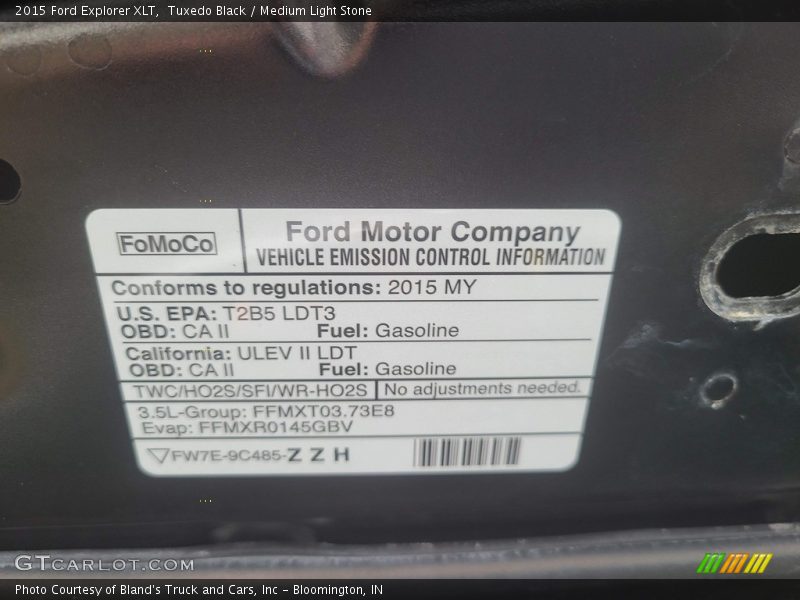 2015 Ford Explorer XLT, Tuxedo Black / Medium Light Stone
FoMoCo
Ford Motor Company
VEHICLE EMISSION CONTROL INFORMATION
Conforms to regulations: 2015 MY
U.S. EPA: T2B5 LDT3
OBD: CA II Fuel: Gasoline
California: ULEV II LDT
OBD: CA II Fuel: Gasoline
TWC/HO2S/SFI/WR-HO2S No adjustments needed.
3.5L-Group: FFMXT03.73E8
Evap: FFMXR0145GBV
FW7E-9C485-Z Z H
GTCARLOT.COM
Photo Courtesy of Bland's Truck and Cars, Inc - Bloomington, IN